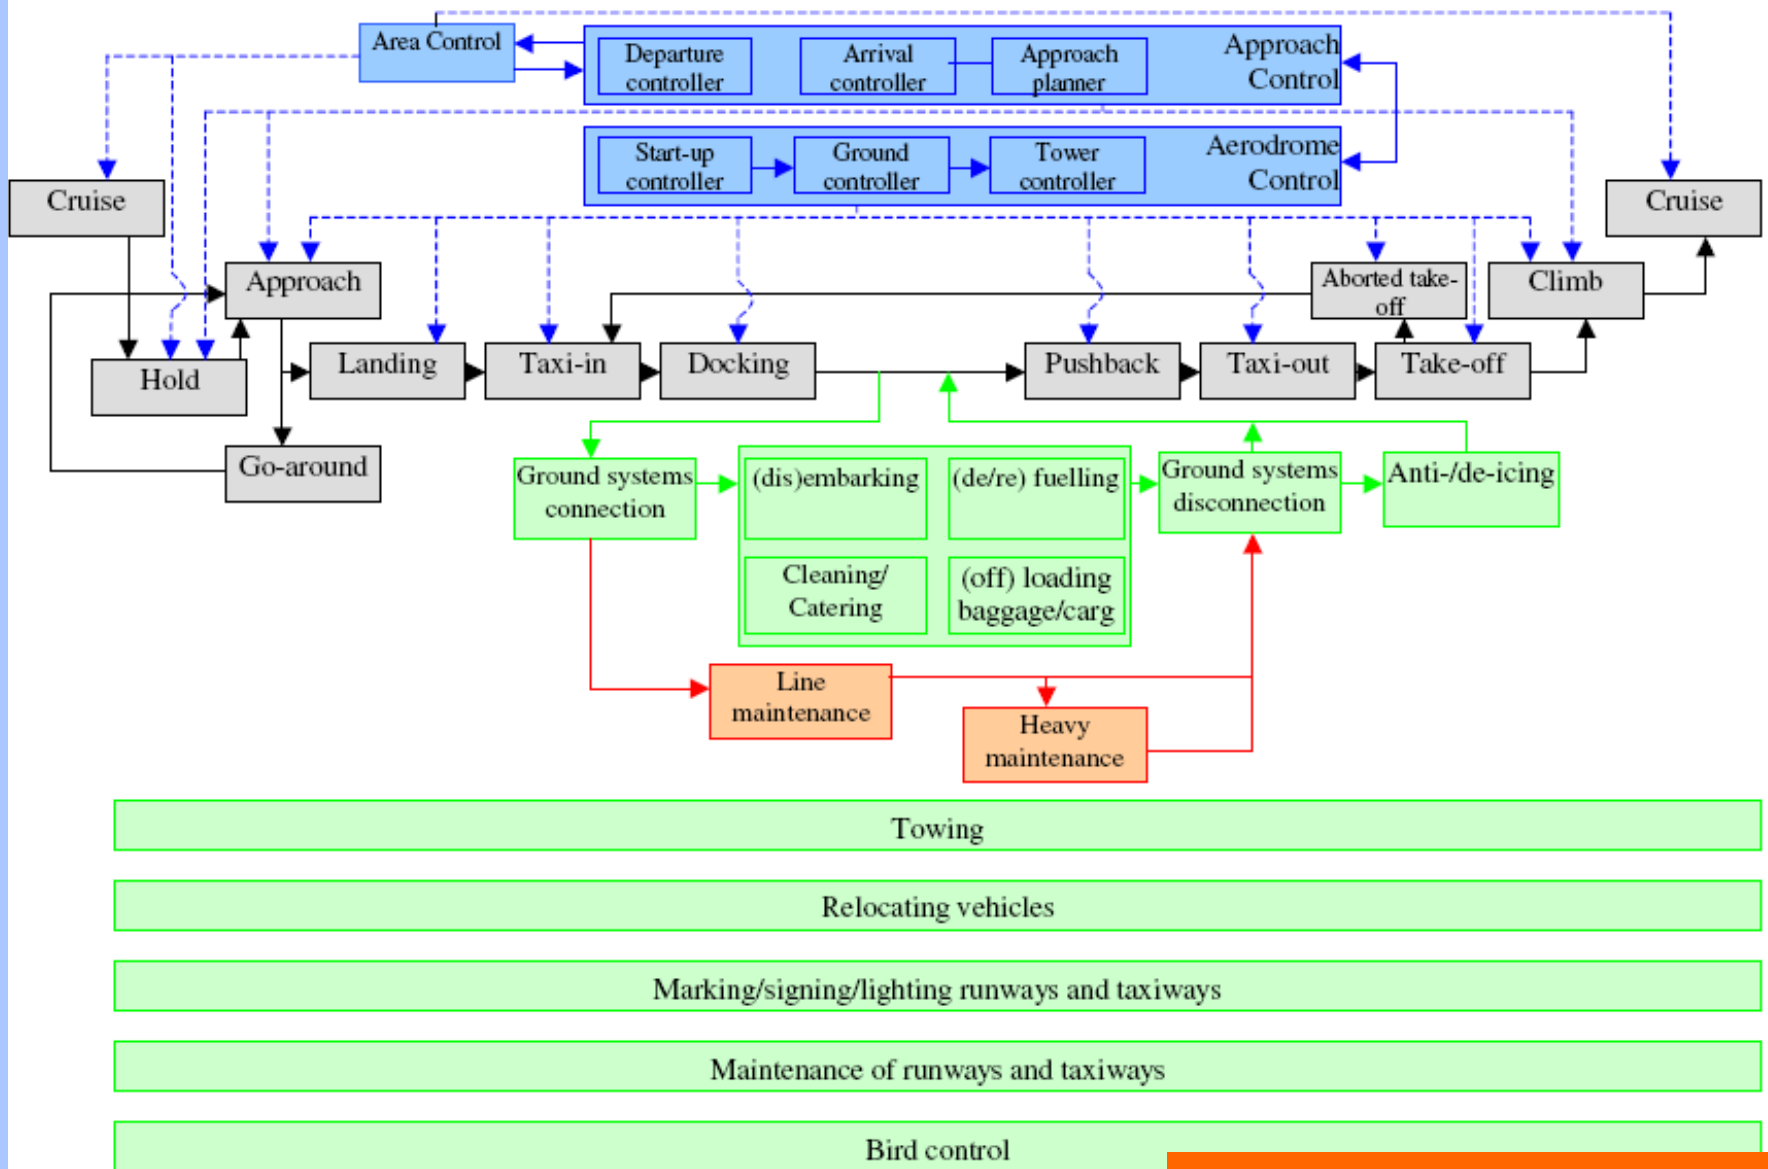 Area Control
Departure
controller
Arrival
controller
Approach
planner
Approach
Control
Start-up
controller
Ground
controller
Tower
controller
Aerodrome
Control
Cruise
Cruise
Approach
Aborted take-
off
Climb
Hold
Landing
Taxi-in
Docking
Pushback
Taxi-out
Take-off
Go-around
Ground systems
connection
(dis)embarking
(de/re) fuelling
Ground systems
disconnection
Anti-/de-icing
Cleaning/
Catering
(off) loading
baggage/carg
Line
maintenance
Heavy
maintenance
Towing
Relocating vehicles
Marking/signing/lighting runways and taxiways
Maintenance of runways and taxiways
Bird control